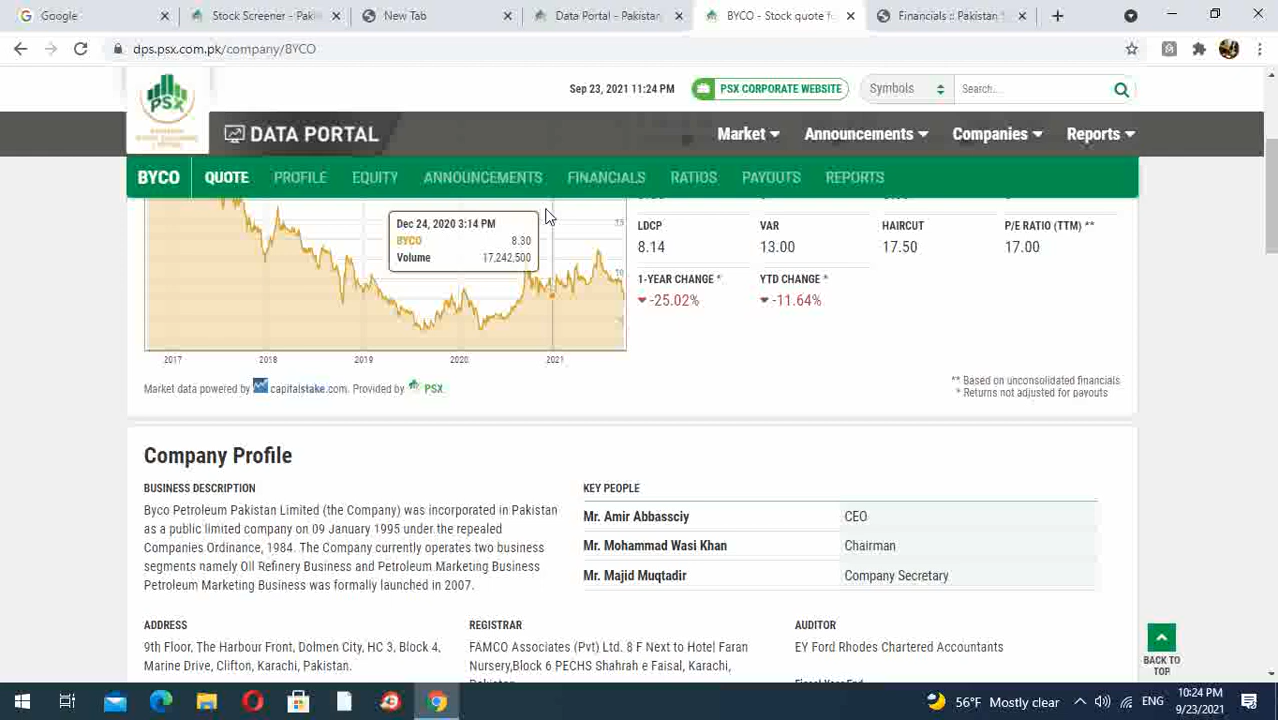 Google
Stock Screener - Paki
New Tab
Data Portal – Pakistan
BYCO - Stock quote fo
Financials :: Pakistan
dps.psx.com.pk/company/BYCO
PSX
Sep 23, 2021 11:24 PM
PSX CORPORATE WEBSITE
Symbols
Search...
DATA PORTAL
Market
Announcements
Companies
Reports
BYCO
QUOTE
PROFILE
EQUITY
ANNOUNCEMENTS
FINANCIALS
RATIOS
PAYOUTS
REPORTS
Dec 24, 2020 3:14 PM
BYCO 8.30
Volume 17,242,500
15
10
LDCP
VAR
HAIRCUT
P/E RATIO (TTM) **
8.14
13.00
17.50
17.00
1-YEAR CHANGE *
YTD CHANGE *
-25.02%
-11.64%
2017 2018 2019 2020 2021
Market data powered by capitalstake.com. Provided by PSX.
** Based on unconsolidated financials
* Returns not adjusted for payouts
Company Profile
BUSINESS DESCRIPTION
Byco Petroleum Pakistan Limited (the Company) was incorporated in Pakistan
as a public limited company on 09 January 1995 under the repealed
Companies Ordinance, 1984. The Company currently operates two business
segments namely Oil Refinery Business and Petroleum Marketing Business
Petroleum Marketing Business was formally launched in 2007.
KEY PEOPLE
Mr. Amir Abbassciy CEO
Mr. Mohammad Wasi Khan Chairman
Mr. Majid Muqtadir Company Secretary
ADDRESS
9th Floor, The Harbour Front, Dolmen City, HC 3, Block 4,
Marine Drive, Clifton, Karachi, Pakistan.
REGISTRAR
FAMCO Associates (Pvt) Ltd. 8 F Next to Hotel Faran
Nursery,Block 6 PECHS Shahrah e Faisal, Karachi,
Pakistan
AUDITOR
EY Ford Rhodes Chartered Accountants
Fiscal Year End
BACK TO
TOP
56°F Mostly clear
ENG
10:24 PM
9/23/2021